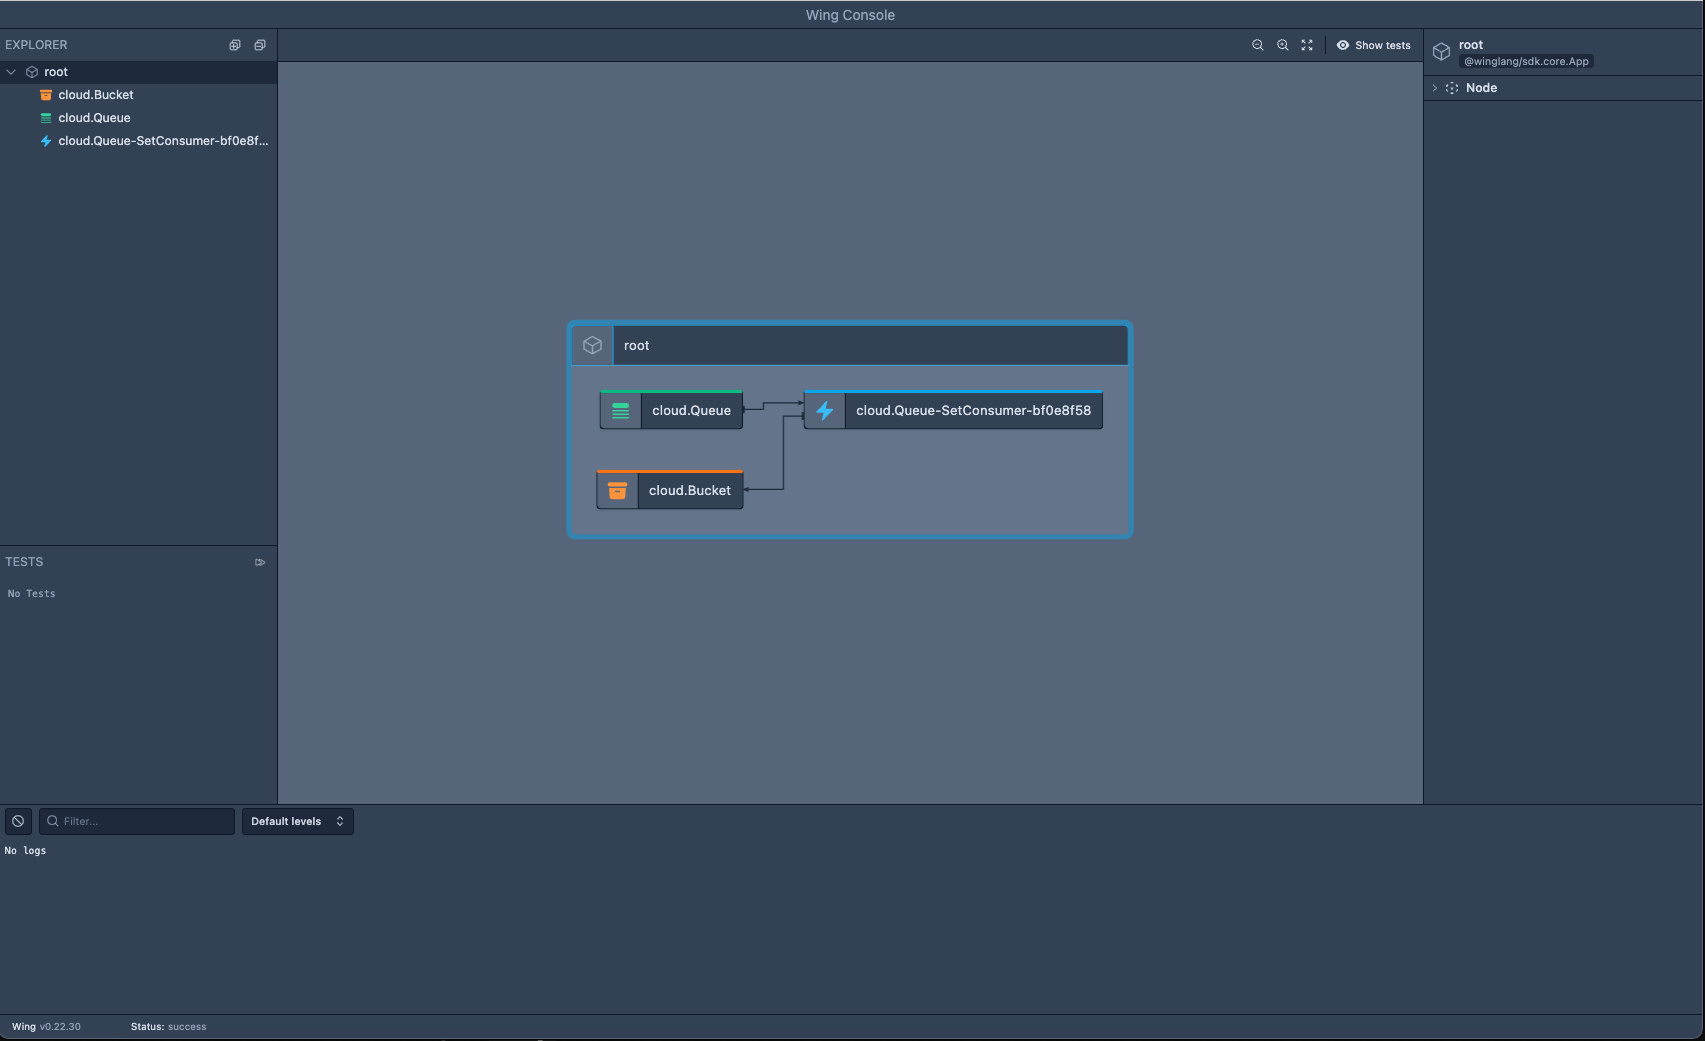 Wing Console
EXPLORER
root
cloud.Bucket
cloud.Queue
cloud.Queue-SetConsumer-bf0e8f...
TESTS
No Tests
Show tests
root
cloud.Queue
cloud.Queue-SetConsumer-bf0e8f58
cloud.Bucket
root
@winglang/sdk.core.App
Node
Filter...
Default levels
No logs
Wing v0.22.30
Status: success